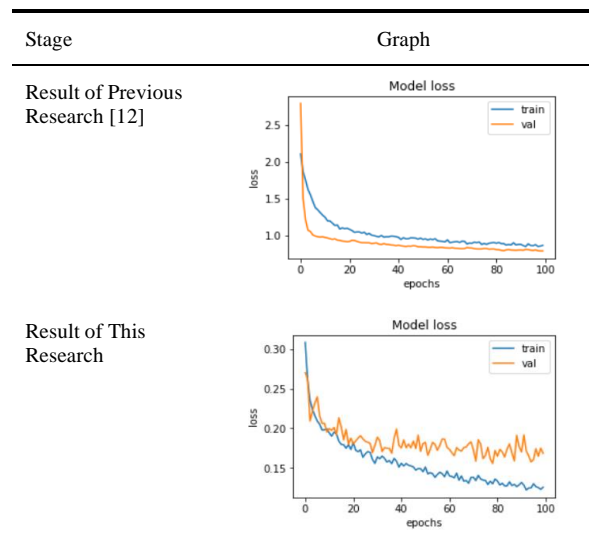 Stage Graph
Result of Previous
Research [12]
Model loss
train
val
2.5
2.0
1.5
1.0
loss
0 20 40 60 80 100
epochs
Result of This
Research
Model loss
train
val
0.30
0.25
0.20
0.15
loss
0 20 40 60 80 100
epochs